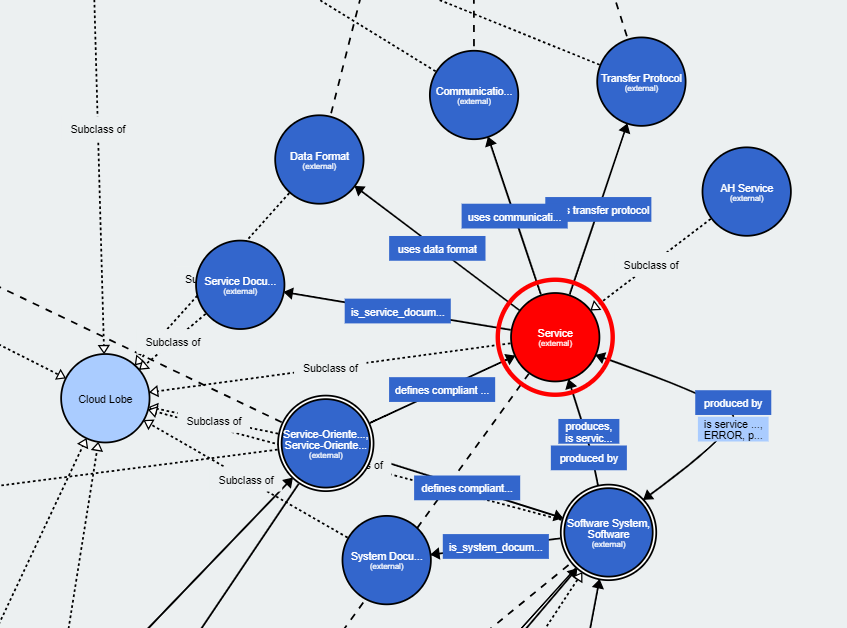 Transfer Protocol
(external)
Communicatio...
(external)
Subclass of
Data Format
(external)
AH Service
(external)
uses communicati...
transfer protocol
uses data format
Subclass of
Service Docu...
(external)
is_service_docum...
Service
(external)
Subclass of
Subclass of
defines compliant ...
Cloud Lobe
produced by
is service ...,
ERROR, p...
Subclass of
Service-Oriente...,
Service-Oriente...
(external)
produces,
is servic...
produced by
of
Subclass of
defines compliant...
Software System,
Software
(external)
System Docu...
(external)
is_system_docum...